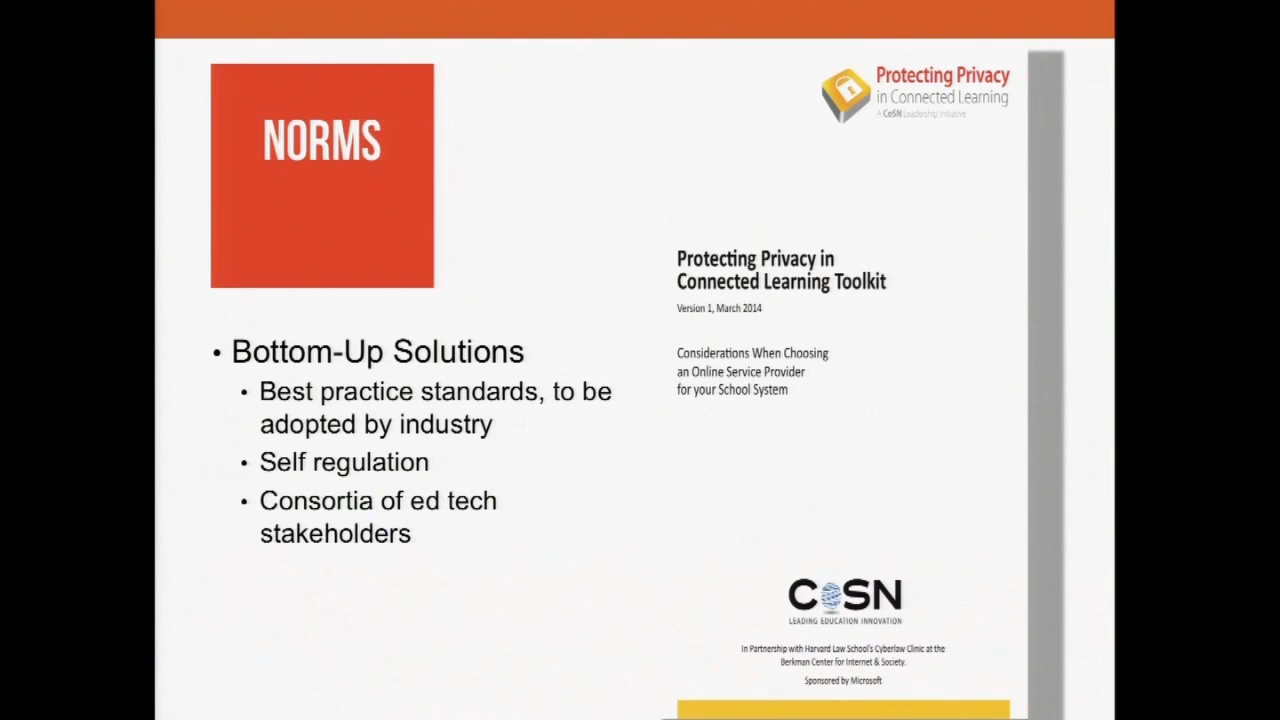 NORMS
• Bottom-Up Solutions
• Best practice standards, to be
adopted by industry
• Self regulation
• Consortia of ed tech
stakeholders
Protecting Privacy
in Connected Learning
A CoSN Leadership Initiative
Protecting Privacy in
Connected Learning Toolkit
Version 1, March 2014
Considerations When Choosing
an Online Service Provider
for your School System
CoSN
LEADING EDUCATION INNOVATION
In Partnership with Harvard Law School's Cyberlaw Clinic at the
Berkman Center for Internet & Society.
Sponsored by Microsoft